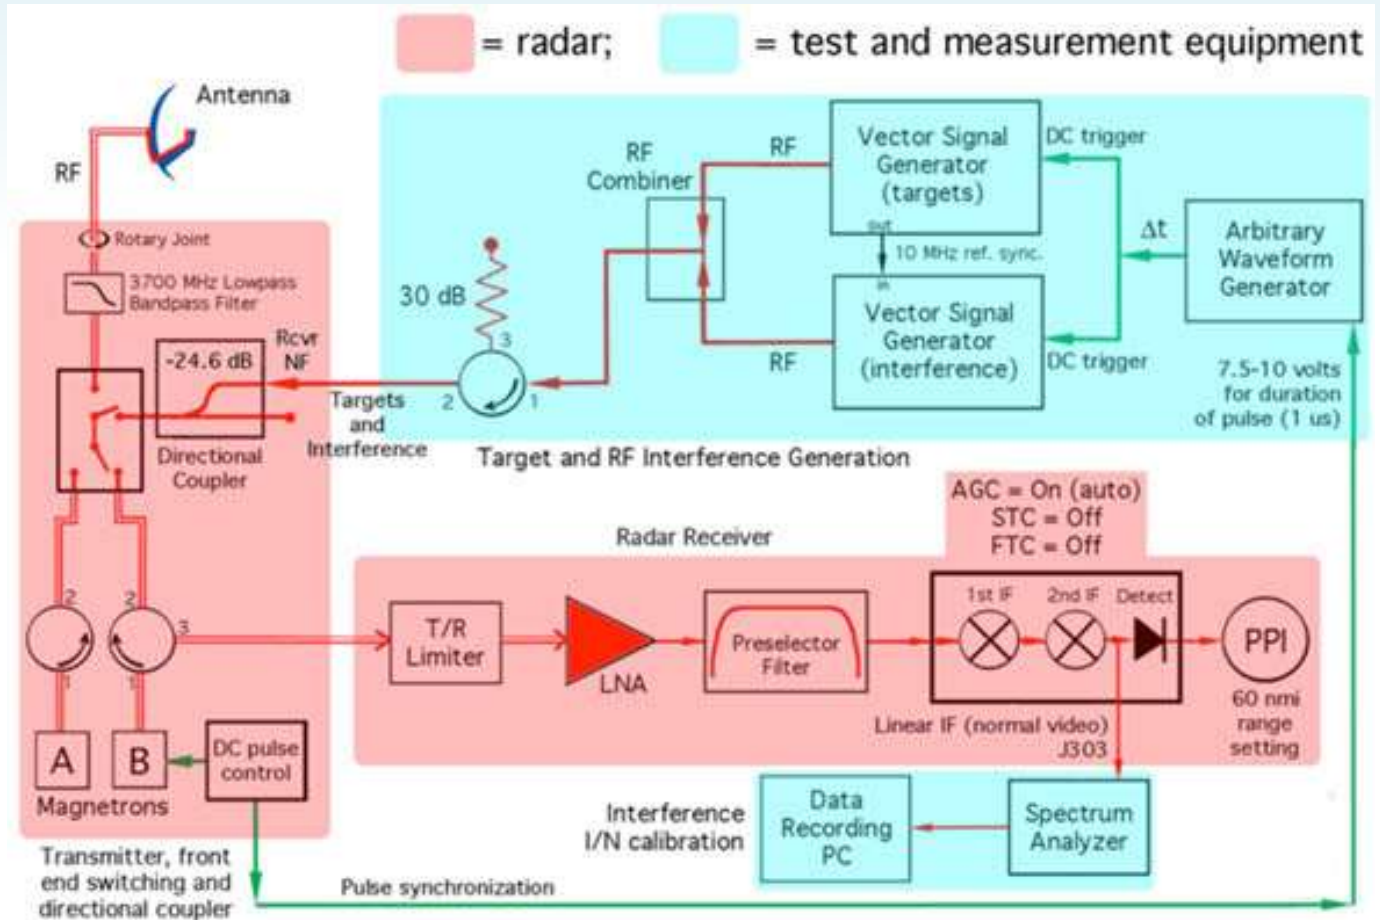 = radar;
= test and measurement equipment
Antenna
RF
Rotary Joint
3700 MHz Lowpass
Bandpass Filter
-24.6 dB
Rcvr
NF
Directional
Coupler
Targets
and
Interference
30 dB
3
2
1
RF
Combiner
RF
RF
Vector Signal
Generator
(targets)
out
10 MHz ref. sync.
in
Vector Signal
Generator
(interference)
DC trigger
DC trigger
Δt
Arbitrary
Waveform
Generator
7.5-10 volts
for duration
of pulse (1 us)
Target and RF Interference Generation
AGC = On (auto)
STC = Off
FTC = Off
Radar Receiver
2
1
2
3
1
T/R
Limiter
LNA
Preselector
Filter
1st IF
2nd IF
Detect
PPI
60 nmi
range
setting
Linear IF (normal video)
J303
A
B
Magnetrons
DC pulse
control
Interference
I/N calibration
Data
Recording
PC
Spectrum
Analyzer
Transmitter, front
end switching and
directional coupler
Pulse synchronization